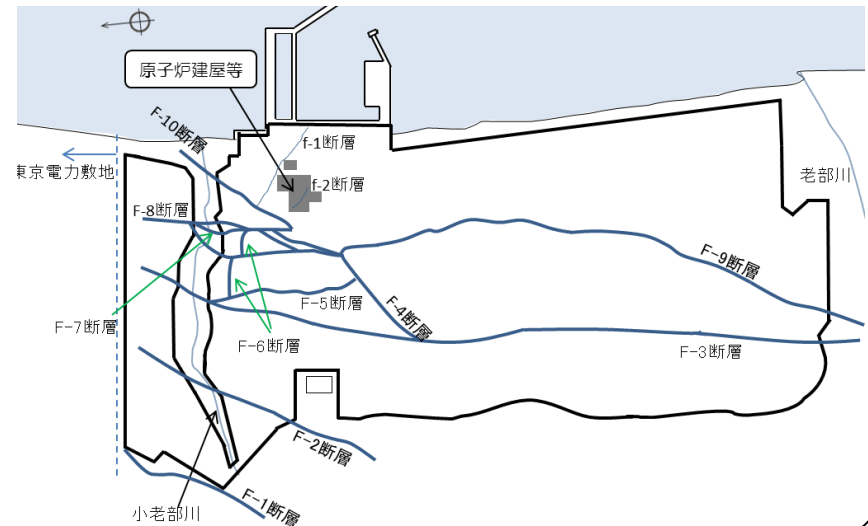 原子炉建屋等
F-10断層
f-1断層
東京電力敷地
f-2断層
老部川
F-8断層
F-9断層
F-5断層
F-4断層
F-7断層
F-6断層
F-3断層
F-2断層
小老部川
F-1断層